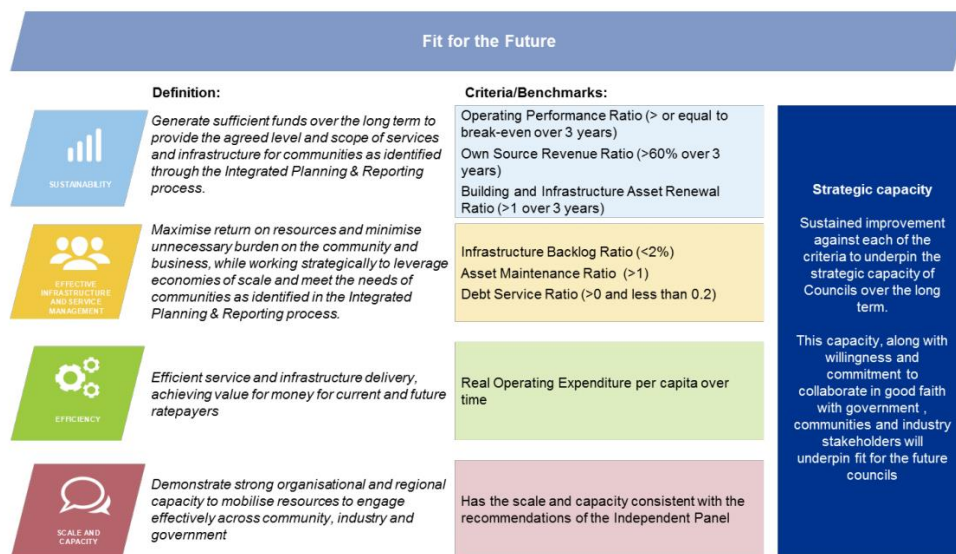 Fit for the Future
Definition:
Criteria/Benchmarks:
SUSTAINABILITY
Generate sufficient funds over the long term to
provide the agreed level and scope of services
and infrastructure for communities as identified
through the Integrated Planning & Reporting
process.
Operating Performance Ratio (> or equal to
break-even over 3 years)
Own Source Revenue Ratio (>60% over 3
years)
Building and Infrastructure Asset Renewal
Ratio (>1 over 3 years)
EFFECTIVE
INFRASTRUCTURE
AND SERVICE
MANAGEMENT
Maximise return on resources and minimise
unnecessary burden on the community and
business, while working strategically to leverage
economies of scale and meet the needs of
communities as identified in the Integrated
Planning & Reporting process.
Infrastructure Backlog Ratio (<2%)
Asset Maintenance Ratio (>1)
Debt Service Ratio (>0 and less than 0.2)
EFFICIENCY
Efficient service and infrastructure delivery,
achieving value for money for current and future
ratepayers
Real Operating Expenditure per capita over
time
SCALE AND
CAPACITY
Demonstrate strong organisational and regional
capacity to mobilise resources to engage
effectively across community, industry and
government
Has the scale and capacity consistent with the
recommendations of the Independent Panel
Strategic capacity
Sustained improvement
against each of the
criteria to underpin the
strategic capacity of
Councils over the long
term.
This capacity, along with
willingness and
commitment to
collaborate in good faith
with government ,
communities and industry
stakeholders will
underpin fit for the future
councils